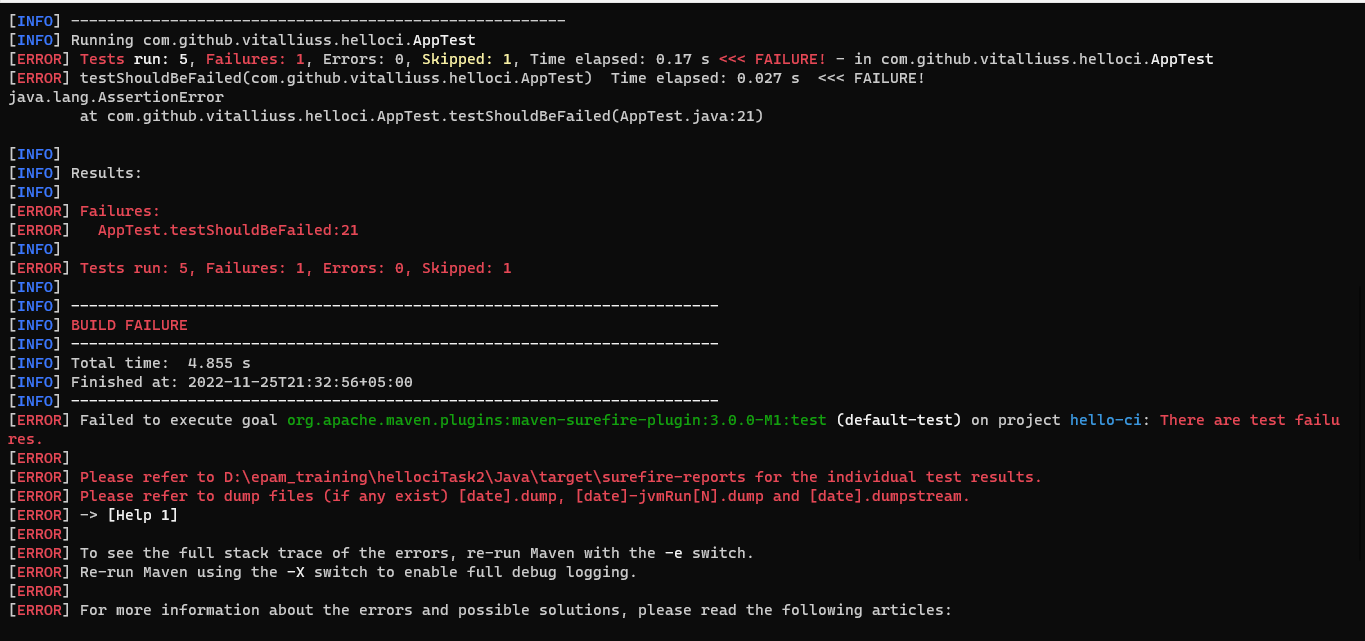 [INFO] -------------------------------------------------------
[INFO] Running com.github.vitalliuss.helloci.AppTest
[ERROR] Tests run: 5, Failures: 1, Errors: 0, Skipped: 1, Time elapsed: 0.17 s <<< FAILURE! - in com.github.vitalliuss.helloci.AppTest
[ERROR] testShouldBeFailed(com.github.vitalliuss.helloci.AppTest)  Time elapsed: 0.027 s  <<< FAILURE!
java.lang.AssertionError
        at com.github.vitalliuss.helloci.AppTest.testShouldBeFailed(AppTest.java:21)
[INFO]
[INFO] Results:
[INFO]
[ERROR] Failures:
[ERROR]   AppTest.testShouldBeFailed:21
[INFO]
[ERROR] Tests run: 5, Failures: 1, Errors: 0, Skipped: 1
[INFO]
[INFO] ------------------------------------------------------------------------
[INFO] BUILD FAILURE
[INFO] ------------------------------------------------------------------------
[INFO] Total time:  4.855 s
[INFO] Finished at: 2022-11-25T21:32:56+05:00
[INFO] ------------------------------------------------------------------------
[ERROR] Failed to execute goal org.apache.maven.plugins:maven-surefire-plugin:3.0.0-M1:test (default-test) on project hello-ci: There are test failu
res.
[ERROR]
[ERROR] Please refer to D:\epam_training\hellociTask2\Java\target\surefire-reports for the individual test results.
[ERROR] Please refer to dump files (if any exist) [date].dump, [date]-jvmRun[N].dump and [date].dumpstream.
[ERROR] -> [Help 1]
[ERROR]
[ERROR] To see the full stack trace of the errors, re-run Maven with the -e switch.
[ERROR] Re-run Maven using the -X switch to enable full debug logging.
[ERROR]
[ERROR] For more information about the errors and possible solutions, please read the following articles: